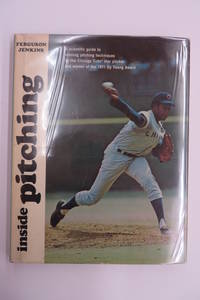 FERGUSON
JENKINS
A scientific guide to
winning pitching techniques
by the Chicago Cubs' star pitcher
and winner of the 1971 Cy Young Award
inside
pitching